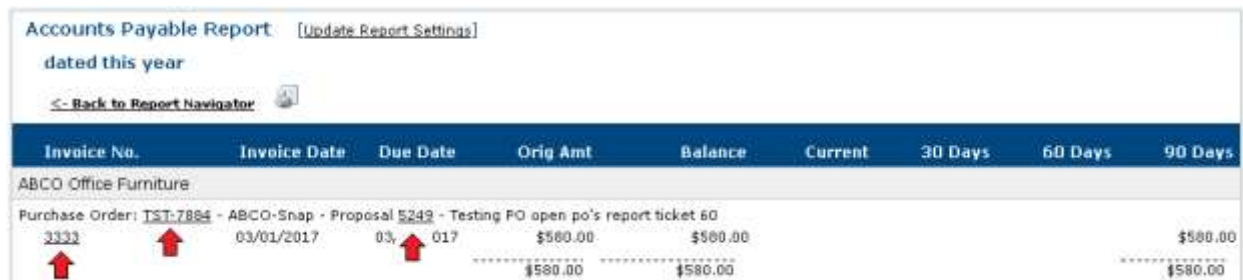 Accounts Payable Report [Update Report Settings]
dated this year
<- Back to Report Navigator
Invoice No. Invoice Date Due Date Orig Amt Balance Current 30 Days 60 Days 90 Days
ABCO Office Furniture
Purchase Order: TST-7884 - ABCO-Snap - Proposal 5249 - Testing PO open po's report ticket 60
3333 03/01/2017 03, 017 $580.00 $580.00 $580.00
$580.00 $580.00 $580.00